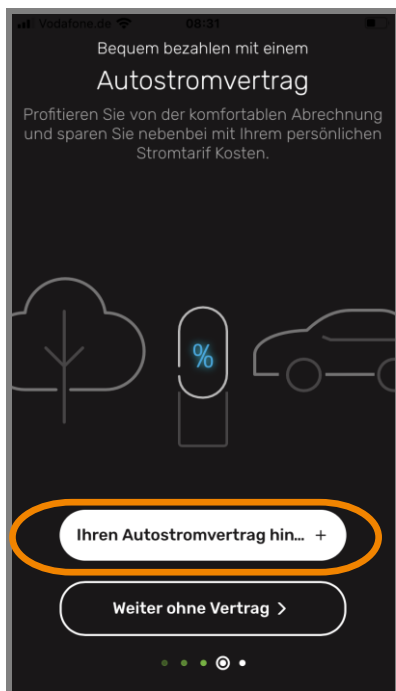 Vodafone.de 08:31
Bequem bezahlen mit einem
Autostromvertrag
Profitieren Sie von der komfortablen Abrechnung
und sparen Sie nebenbei mit Ihrem persönlichen
Stromtarif Kosten.
%
Ihren Autostromvertrag hin... +
Weiter ohne Vertrag >